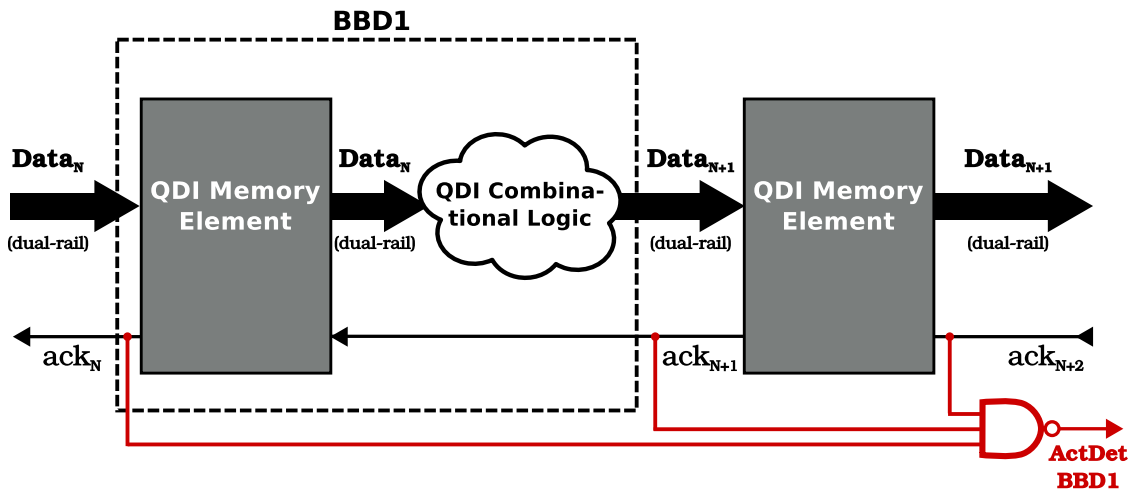 BBD1
Data_N
Data_N
Data_N+1
Data_N+1
QDI Memory
Element
QDI Combina-
tional Logic
QDI Memory
Element
(dual-rail)
(dual-rail)
(dual-rail)
(dual-rail)
ack_N
ack_N+1
ack_N+2
ActDet
BBD1